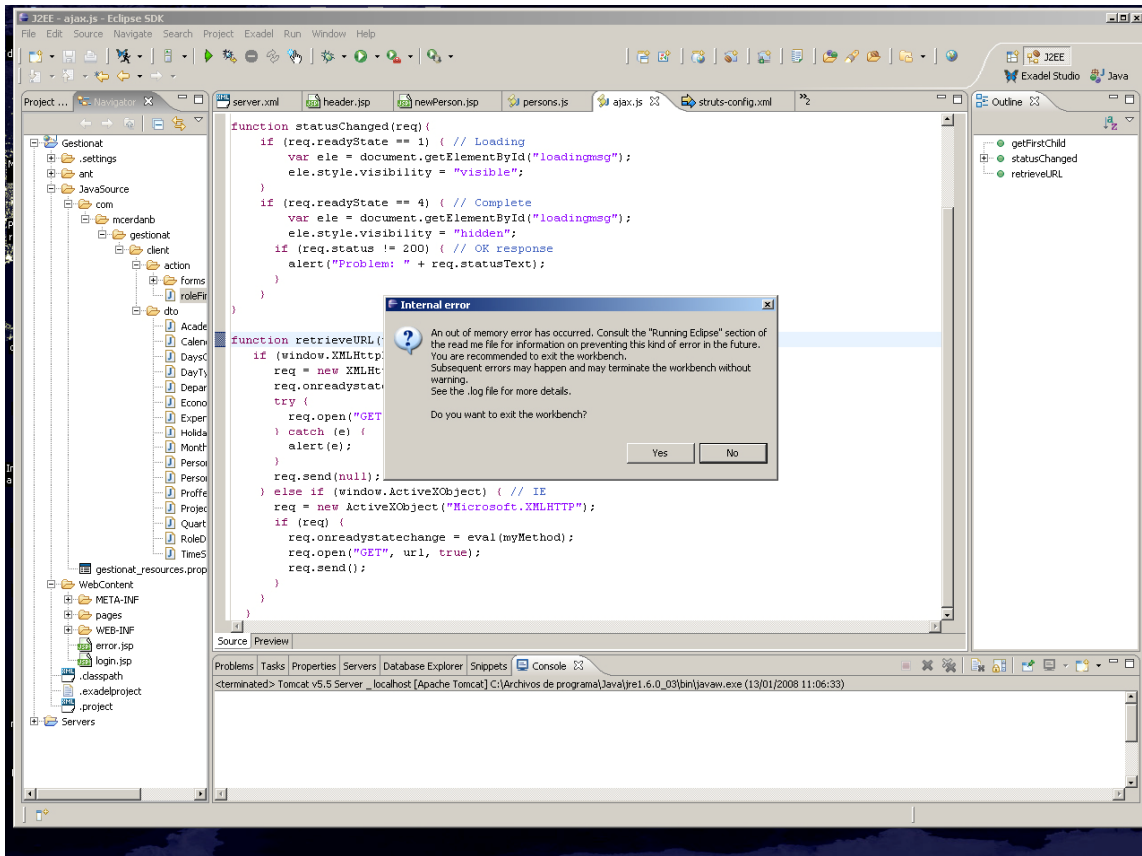 J2EE - ajax.js - Eclipse SDK
File Edit Source Navigate Search Project Exadel Run Window Help
J2EE
Exadel Studio Java
Project ... Navigator
server.xml header.jsp newPerson.jsp persons.js ajax.js struts-config.xml »2
Outline
Gestionat
.settings
ant
JavaSource
com
mcerdanb
gestionat
client
action
forms
roleFir
dto
Acade
Calen
DaysO
DayTy
Depar
Econo
Exper
Holida
Month
Person
Person
Proffe
Projec
Quart
RoleD
TimeS
gestionat_resources.prop
WebContent
META-INF
pages
WEB-INF
error.jsp
login.jsp
.classpath
.exadelproject
.project
Servers
function statusChanged(req){
if (req.readyState == 1) { // Loading
var ele = document.getElementById("loadingmsg");
ele.style.visibility = "visible";
}
if (req.readyState == 4) { // Complete
var ele = document.getElementById("loadingmsg");
ele.style.visibility = "hidden";
if (req.status != 200) { // OK response
alert("Problem: " + req.statusText);
}
}
}
function retrieveURL(
if (window.XMLHttp
req = new XMLHt
req.onreadystat
try {
req.open("GET
} catch (e) {
alert(e);
}
req.send(null);
} else if (window.ActiveXObject) { // IE
req = new ActiveXObject("Microsoft.XMLHTTP");
if (req) {
req.onreadystatechange = eval(myMethod);
req.open("GET", url, true);
req.send();
}
}
}
Internal error
An out of memory error has occurred. Consult the "Running Eclipse" section of
the read me file for information on preventing this kind of error in the future.
You are recommended to exit the workbench.
Subsequent errors may happen and may terminate the workbench without
warning.
See the .log file for more details.
Do you want to exit the workbench?
Yes No
getFirstChild
statusChanged
retrieveURL
Source Preview
Problems Tasks Properties Servers Database Explorer Snippets Console
<terminated> Tomcat v5.5 Server _ localhost [Apache Tomcat] C:\Archivos de programa\Java\jre1.6.0_03\bin\javaw.exe (13/01/2008 11:06:33)